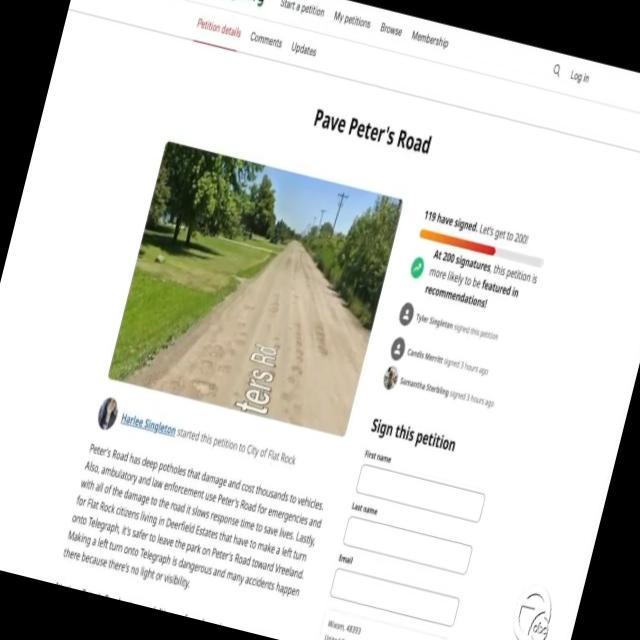 Start a petition My petitions Browse Membership
Log in
Petition details Comments Updates
Pave Peter's Road
119 have signed. Let's get to 200!
At 200 signatures, this petition is
more likely to be featured in
recommendations!
Tyler Singleton signed this petition
Candis Merritt signed 3 hours ago
Samantha Sterbling signed 3 hours ago
ters Rd
Harlee Singleton started this petition to City of Flat Rock
Peter's Road has deep potholes that damage and cost thousands to vehicles.
Also, ambulatory and law enforcement use Peter's Road for emergencies and
with all of the damage to the road it slows response time to save lives. Lastly,
for Flat Rock citizens living in Deerfield Estates that have to make a left turn
onto Telegraph, it's safer to leave the park on Peter's Road toward Vreeland.
Making a left turn onto Telegraph is dangerous and many accidents happen
there because there's no light or visibility.
Sign this petition
First name
Last name
Email
Wixom, 48393
7